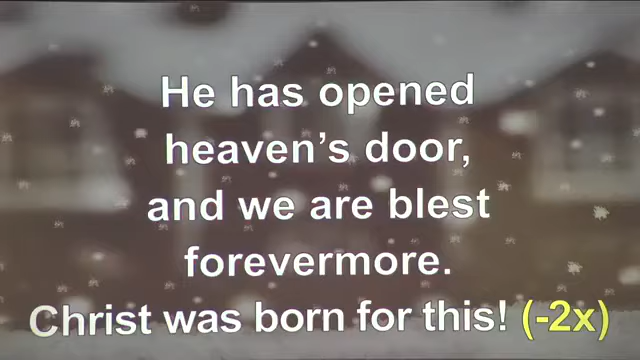 He has opened
heaven's door,
and we are blest
forevermore.
Christ was born for this! (-2x)